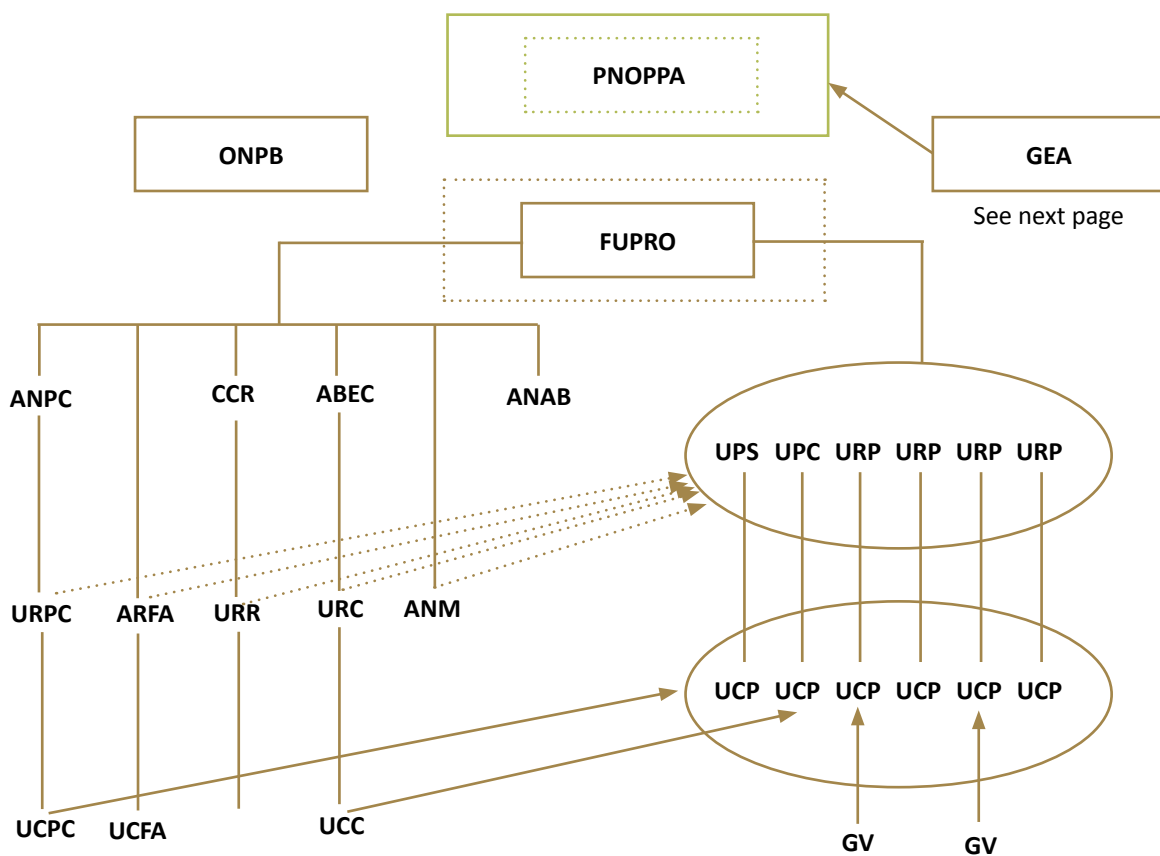 PNOPPA
ONPB
GEA
See next page
FUPRO
ANPC CCR ABEC ANAB
UPS UPC URP URP URP URP
URPC ARFA URR URC ANM
UCP UCP UCP UCP UCP UCP
UCPC UCFA UCC GV GV